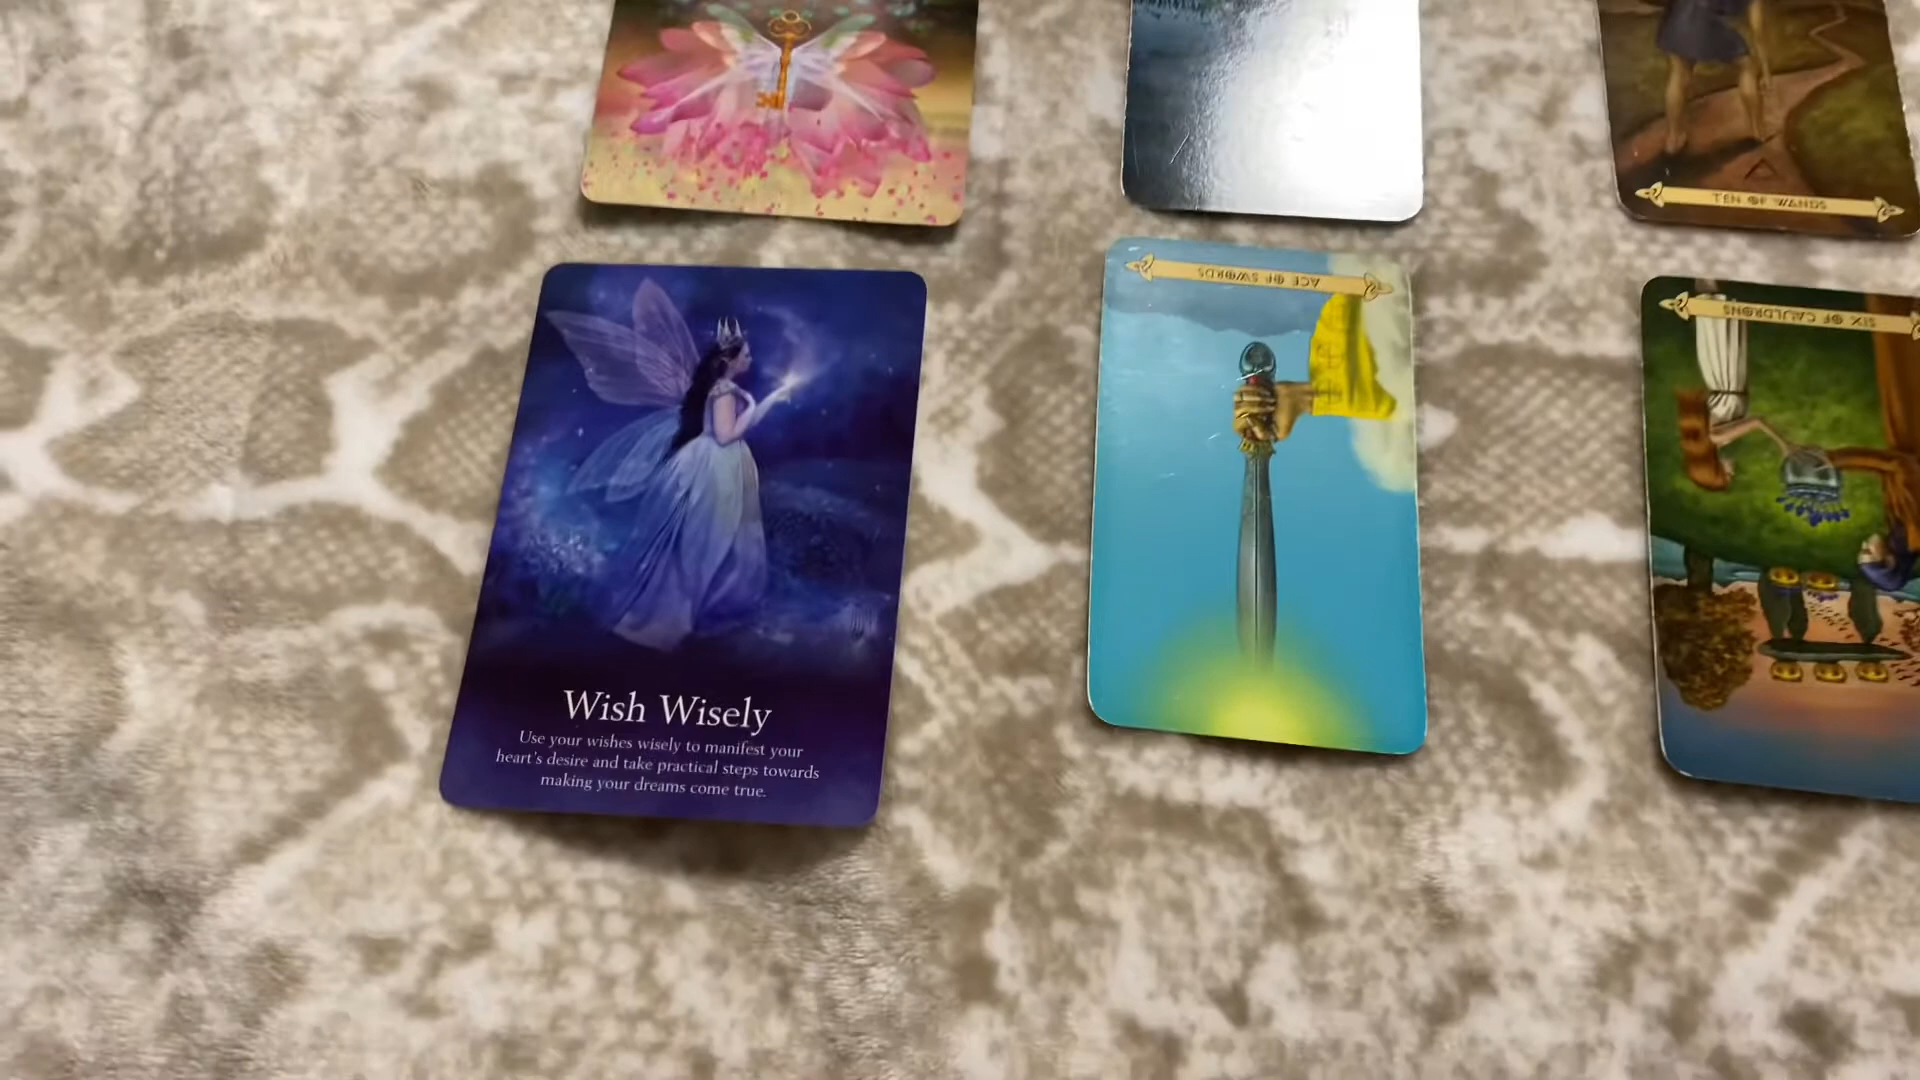 TEN OF WANDS
ACE OF SWORDS
SIX OF CAULDRONS
Wish Wisely
Use your wishes wisely to manifest your
heart's desire and take practical steps towards
making your dreams come true.